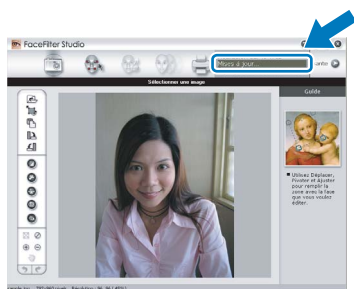 FaceFilter Studio
Mises à jour...
ante
Sélectionner une image
Guide
Utilisez Déplacer,
Pivoter et Ajuster
pour remplir la
zone avec la face
que vous voulez
éditer.